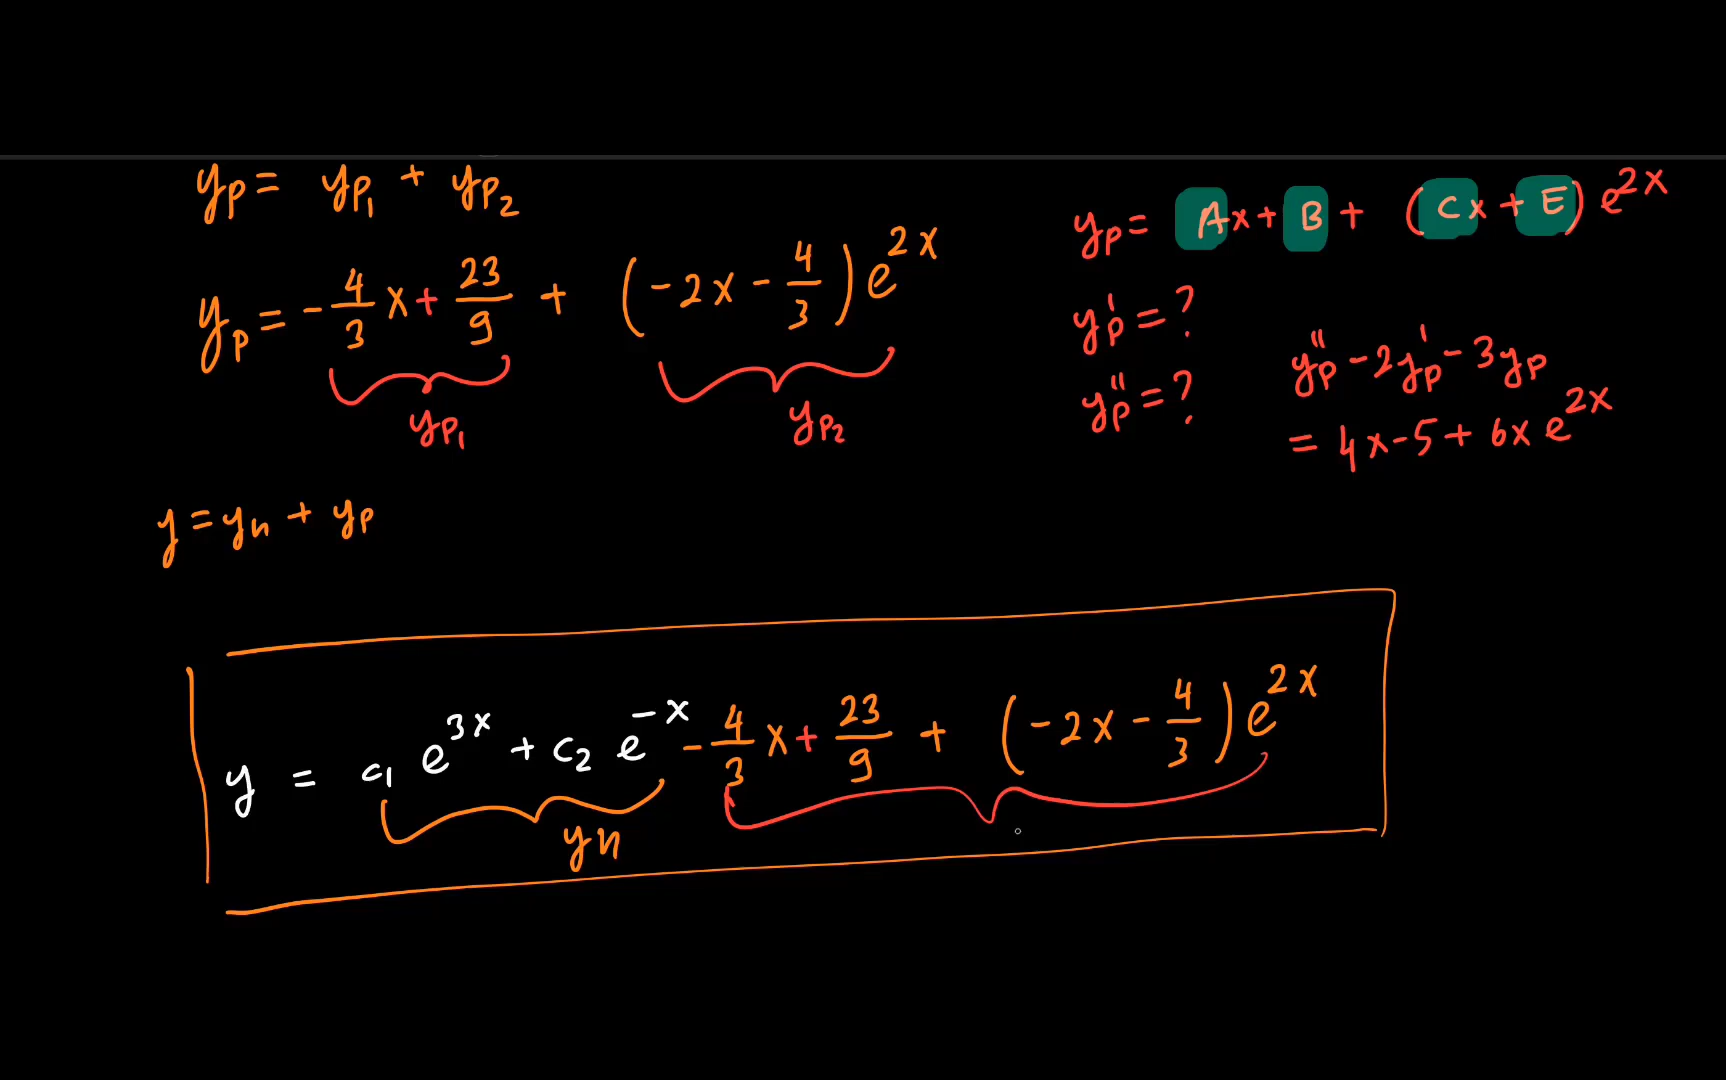 yp = yp₁ + yp₂
yp = Ax + B + (Cx + E) e^{2x}
yp = -4/3 x + 23/9 + (-2x - 4/3) e^{2x}
yp' = ?
yp'' - 2yp' - 3yp
yp'' = ?
= 4x - 5 + 6x e^{2x}
yp₁ yp₂
y = yh + yp
y = c₁ e^{3x} + c₂ e^{-x} - 4/3 x + 23/9 + (-2x - 4/3) e^{2x}
yh